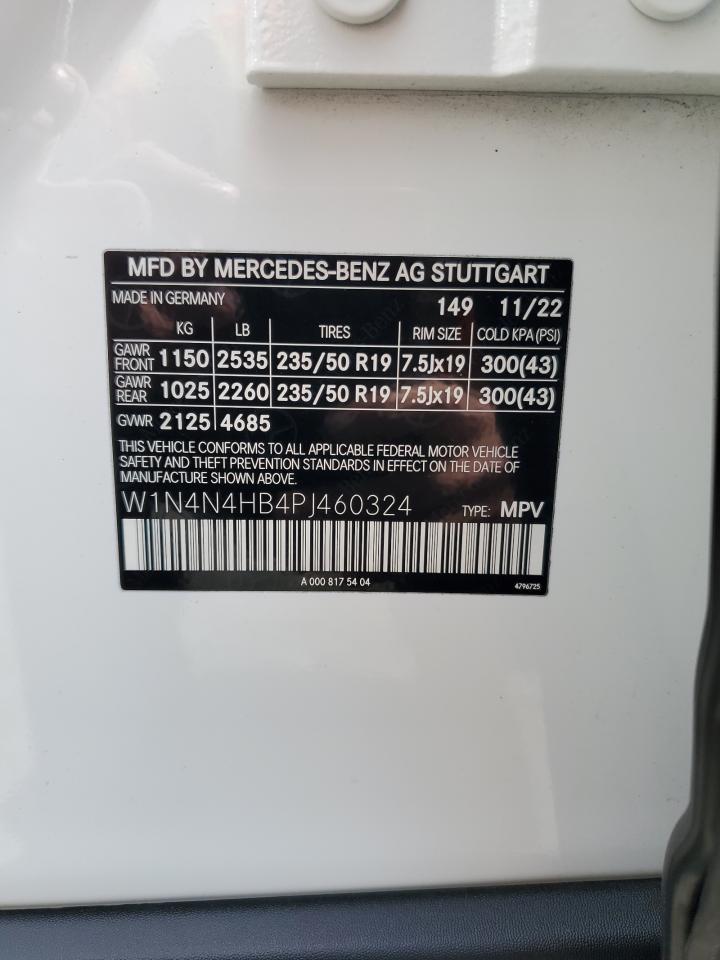 MFD BY MERCEDES-BENZ AG STUTTGART
MADE IN GERMANY 149 11/22
KG LB TIRES RIM SIZE COLD KPA (PSI)
GAWR FRONT 1150 2535 235/50 R19 7.5Jx19 300(43)
GAWR REAR 1025 2260 235/50 R19 7.5Jx19 300(43)
GVWR 2125 4685
THIS VEHICLE CONFORMS TO ALL APPLICABLE FEDERAL MOTOR VEHICLE
SAFETY AND THEFT PREVENTION STANDARDS IN EFFECT ON THE DATE OF
MANUFACTURE SHOWN ABOVE.
W1N4N4HB4PJ460324 TYPE: MPV
A 000 817 54 04 4796725